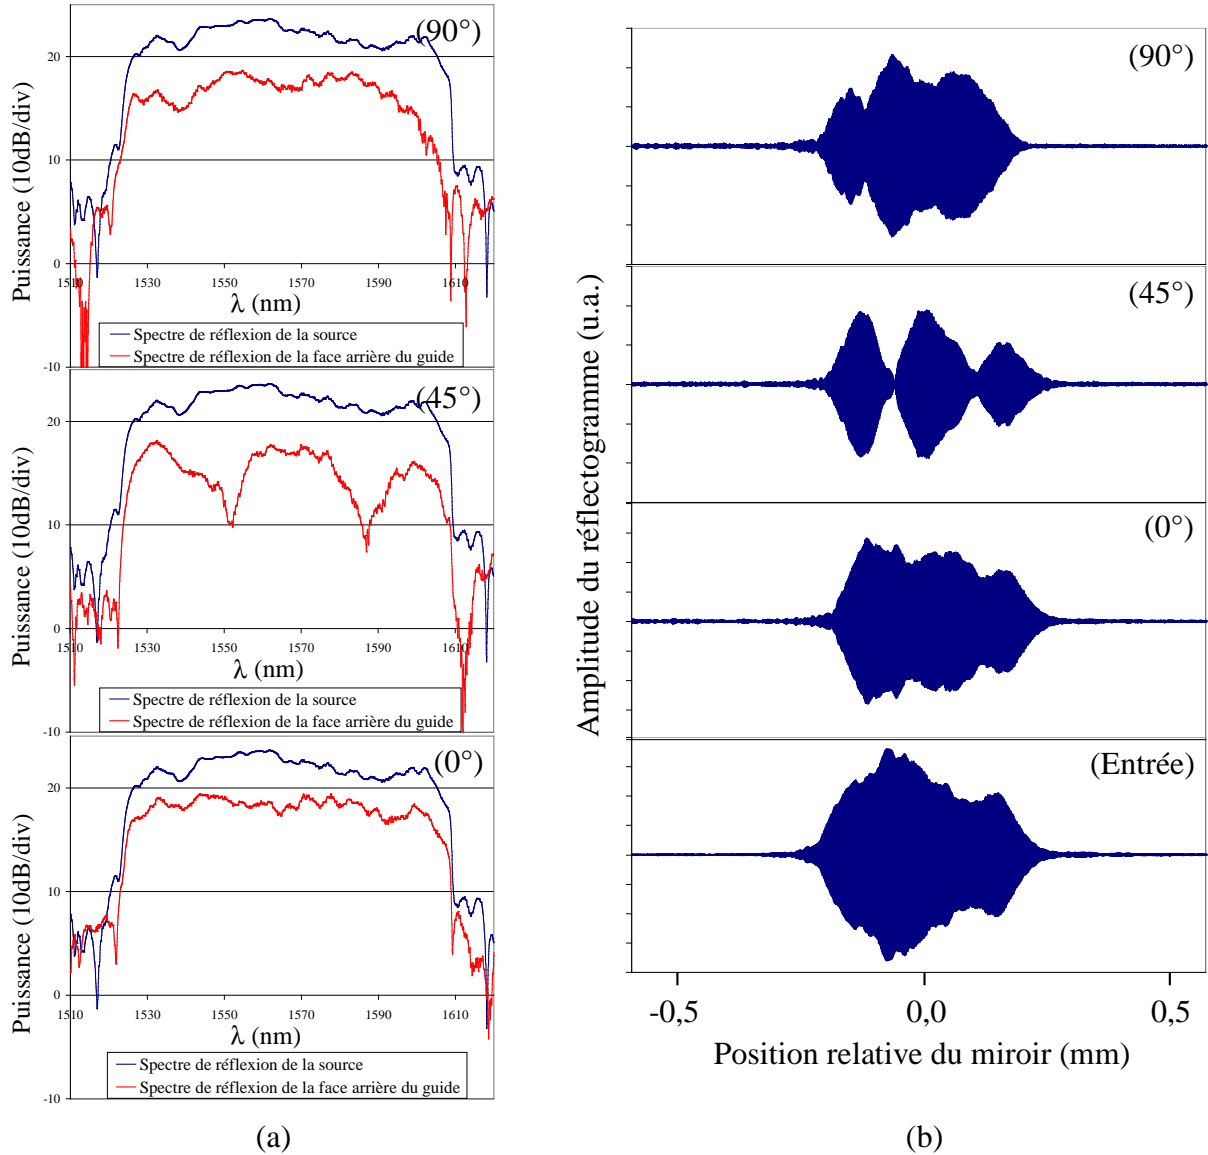 (90°)
20
10
0
-10
Puissance (10dB/div)
1510 1530 1550 1570 1590 1610
λ (nm)
Spectre de réflexion de la source
Spectre de réflexion de la face arrière du guide
(45°)
20
10
0
-10
Puissance (10dB/div)
1510 1530 1550 1570 1590 1610
λ (nm)
Spectre de réflexion de la source
Spectre de réflexion de la face arrière du guide
(0°)
20
10
0
-10
Puissance (10dB/div)
1510 1530 1550 1570 1590 1610
λ (nm)
Spectre de réflexion de la source
Spectre de réflexion de la face arrière du guide
(a)
Amplitude du réflectogramme (u.a.)
(90°)
(45°)
(0°)
(Entrée)
-0,5 0,0 0,5
Position relative du miroir (mm)
(b)